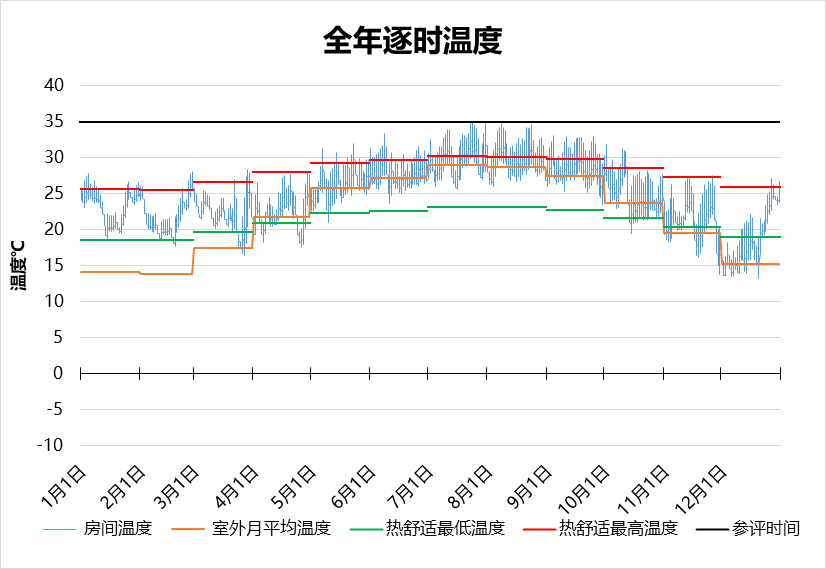 全年逐时温度
40
35
30
25
20
15
10
5
0
-5
-10
温度℃
1月1日
2月1日
3月1日
4月1日
5月1日
6月1日
7月1日
8月1日
9月1日
10月1日
11月1日
12月1日
房间温度 室外月平均温度 热舒适最低温度 热舒适最高温度 参评时间